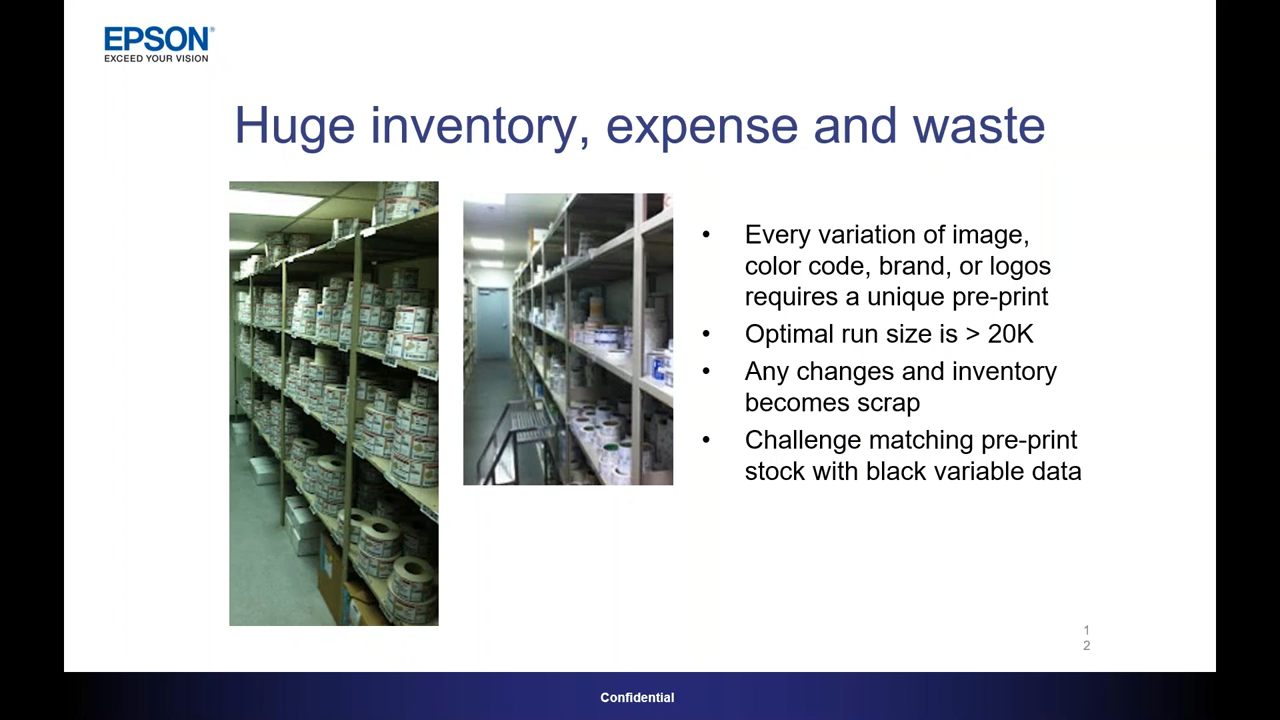 EPSON®
EXCEED YOUR VISION
Huge inventory, expense and waste
• Every variation of image,
color code, brand, or logos
requires a unique pre-print
• Optimal run size is > 20K
• Any changes and inventory
becomes scrap
• Challenge matching pre-print
stock with black variable data
1
2
Confidential